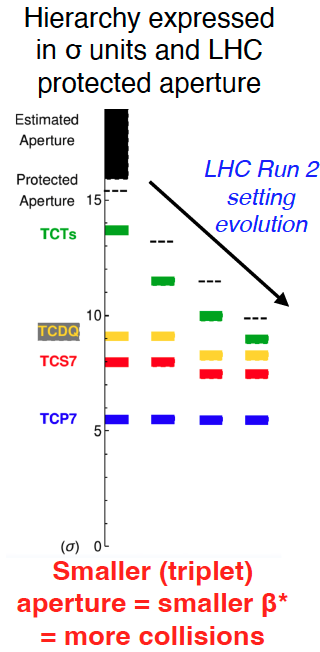 Hierarchy expressed
in σ units and LHC
protected aperture
Estimated
Aperture
LHC Run 2
setting
evolution
Protected
Aperture
15
TCTs
10
TCDQ
TCS7
TCP7
5
(σ)
0
Smaller (triplet)
aperture = smaller β*
= more collisions